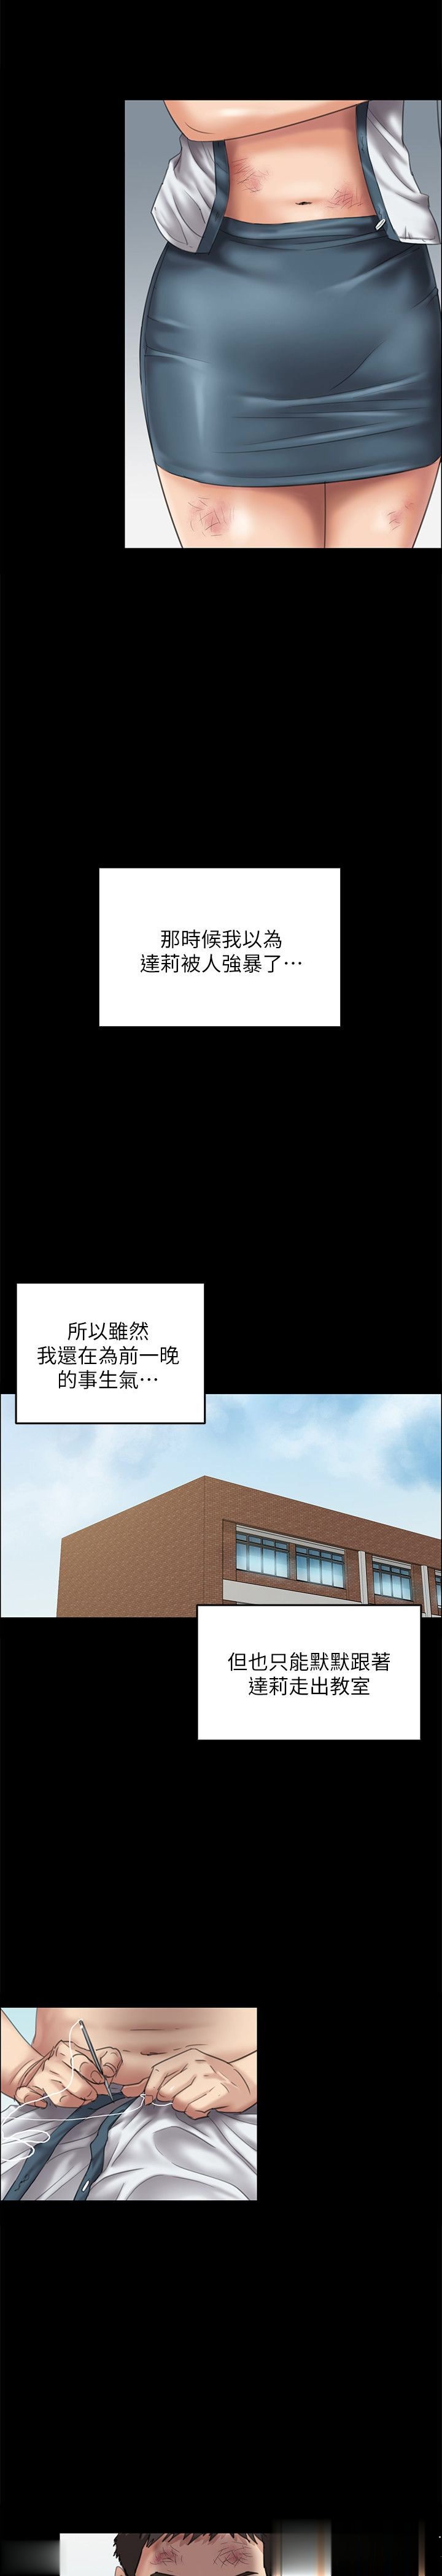 那時候我以為
達莉被人強暴了⋯
所以雖然
我還在為前一晚
的事生氣⋯
但也只能默默跟著
達莉走出教室